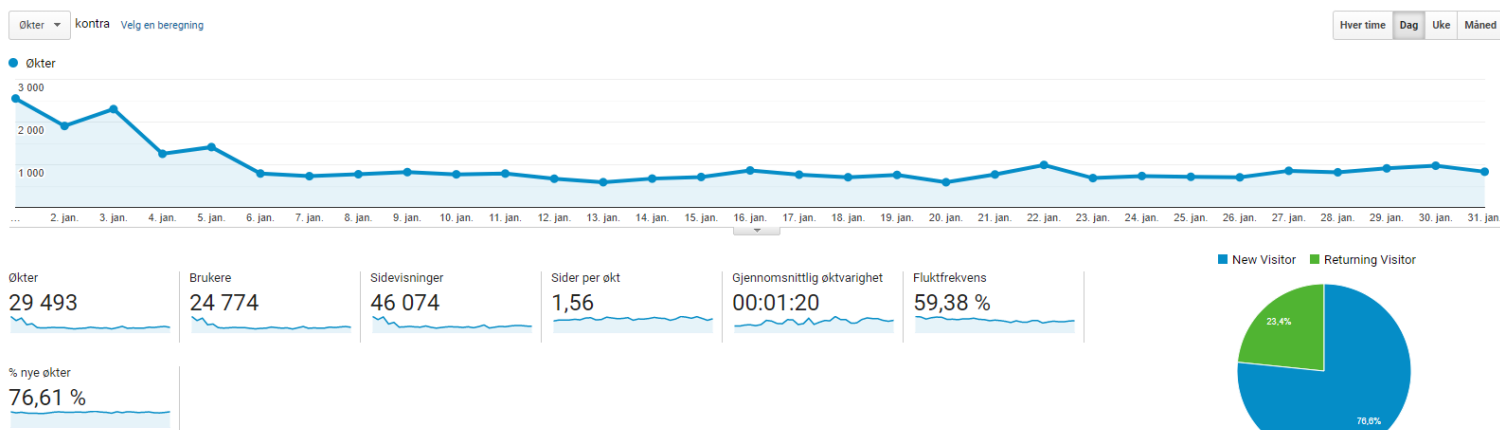 Økter kontra Velg en beregning
Hver time Dag Uke Måned
Økter
3 000
2 000
1 000
... 2. jan. 3. jan. 4. jan. 5. jan. 6. jan. 7. jan. 8. jan. 9. jan. 10. jan. 11. jan. 12. jan. 13. jan. 14. jan. 15. jan. 16. jan. 17. jan. 18. jan. 19. jan. 20. jan. 21. jan. 22. jan. 23. jan. 24. jan. 25. jan. 26. jan. 27. jan. 28. jan. 29. jan. 30. jan. 31. jan
New Visitor Returning Visitor
Økter Brukere Sidevisninger Sider per økt Gjennomsnittlig øktvarighet Fluktfrekvens
29 493 24 774 46 074 1,56 00:01:20 59,38 %
23,4%
% nye økter
76,61 %
76,6%